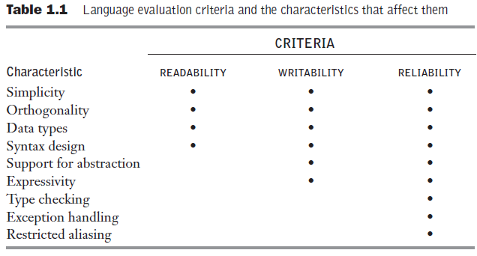 Table 1.1 Language evaluation criteria and the characteristics that affect them
CRITERIA
Characteristic READABILITY WRITABILITY RELIABILITY
Simplicity • • •
Orthogonality • • •
Data types • • •
Syntax design • • •
Support for abstraction • •
Expressivity • •
Type checking •
Exception handling •
Restricted aliasing •